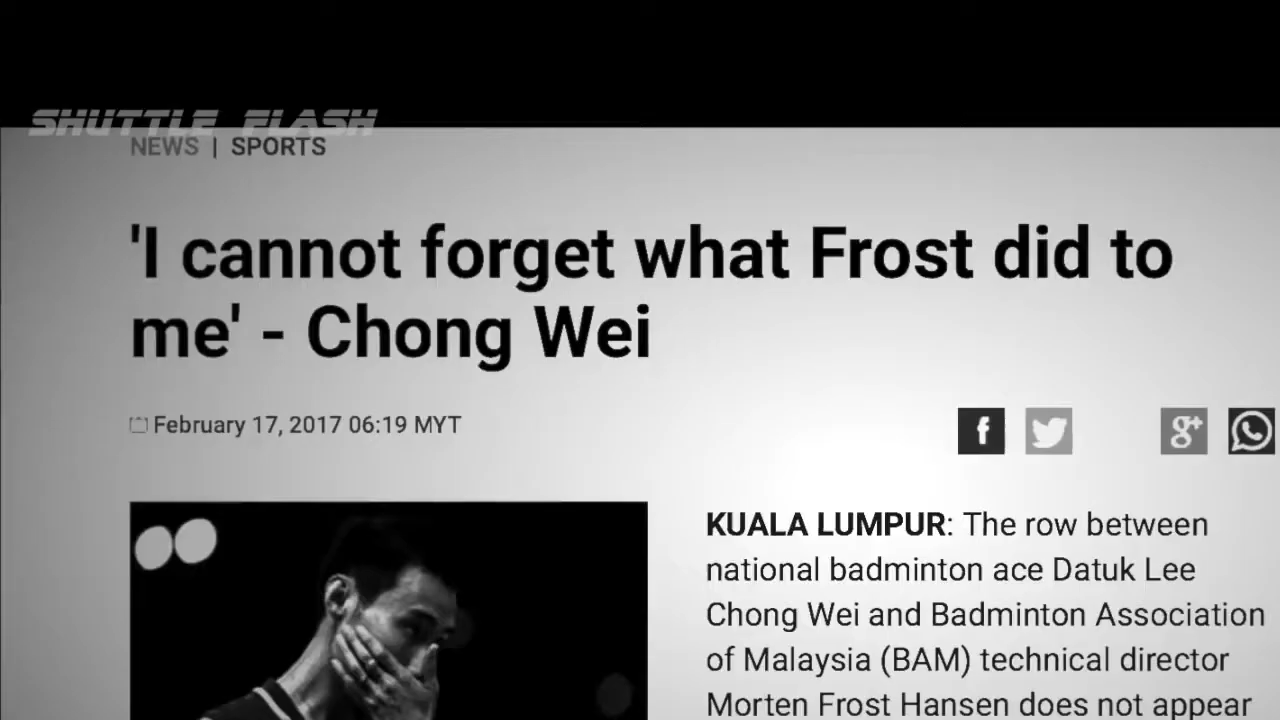 SHUTTLE FLASH
NEWS | SPORTS
'I cannot forget what Frost did to
me' - Chong Wei
February 17, 2017 06:19 MYT
KUALA LUMPUR: The row between
national badminton ace Datuk Lee
Chong Wei and Badminton Association
of Malaysia (BAM) technical director
Morten Frost Hansen does not appear